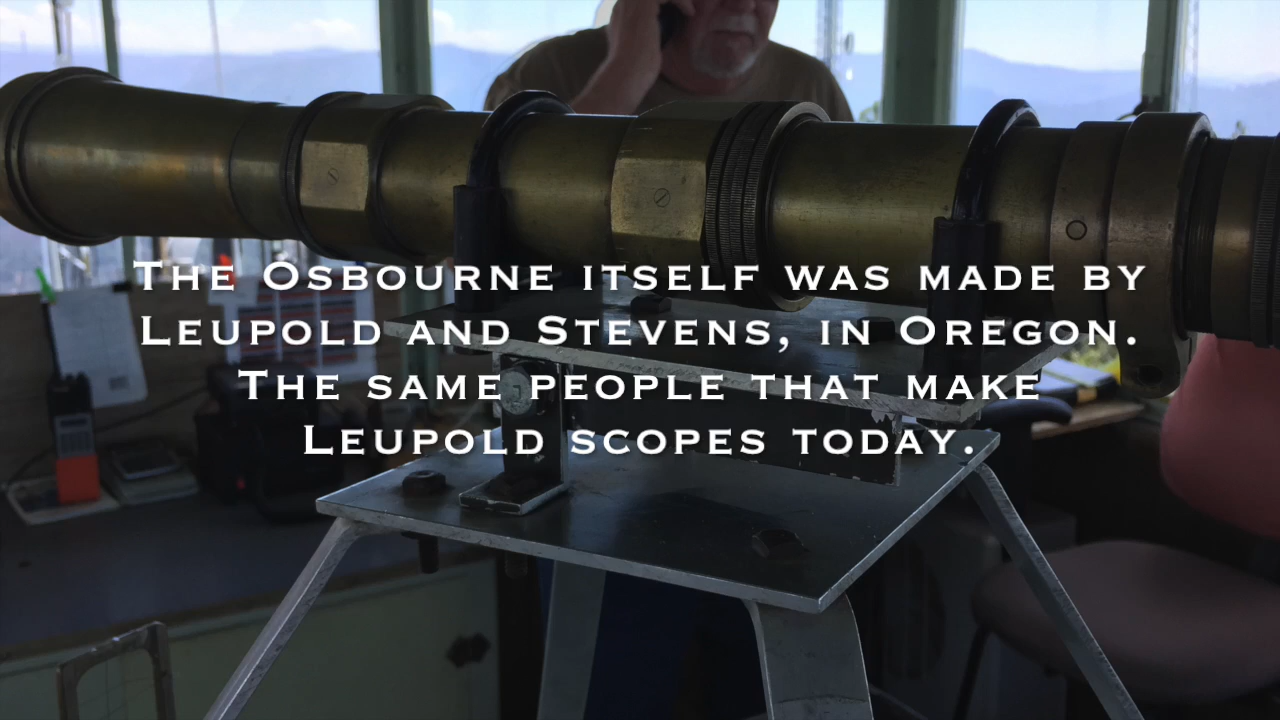 The Osbourne itself was made by
Leupold and Stevens, in Oregon.
The same people that make
Leupold scopes today.